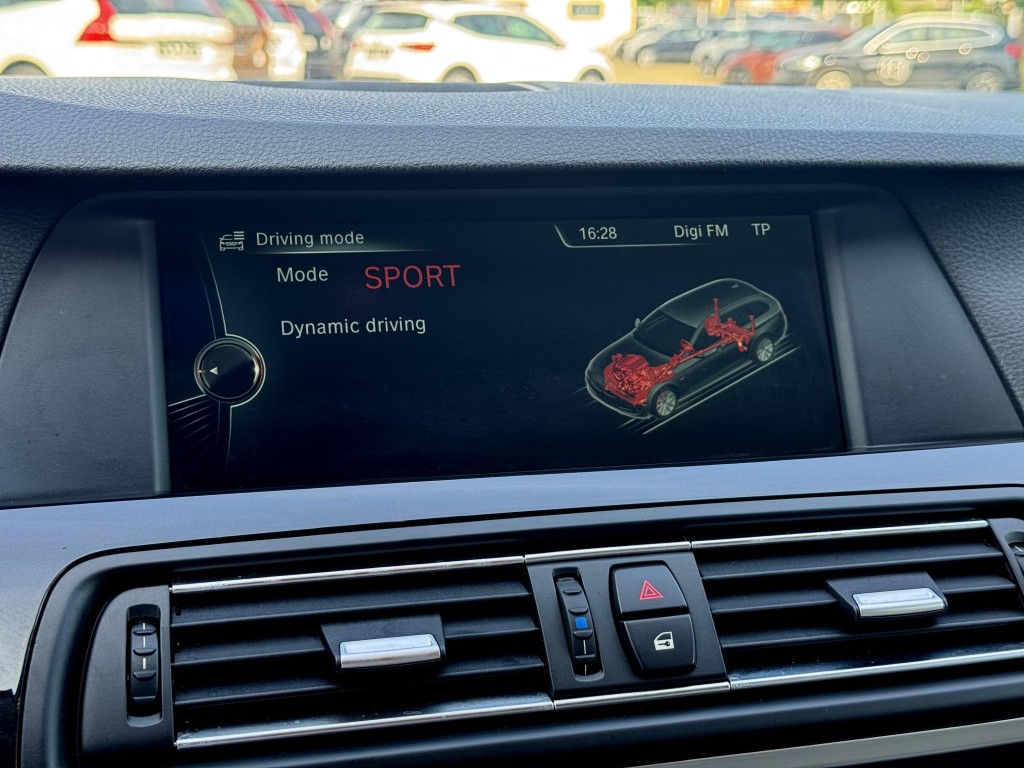 Driving mode
16:28 Digi FM TP
Mode SPORT
Dynamic driving